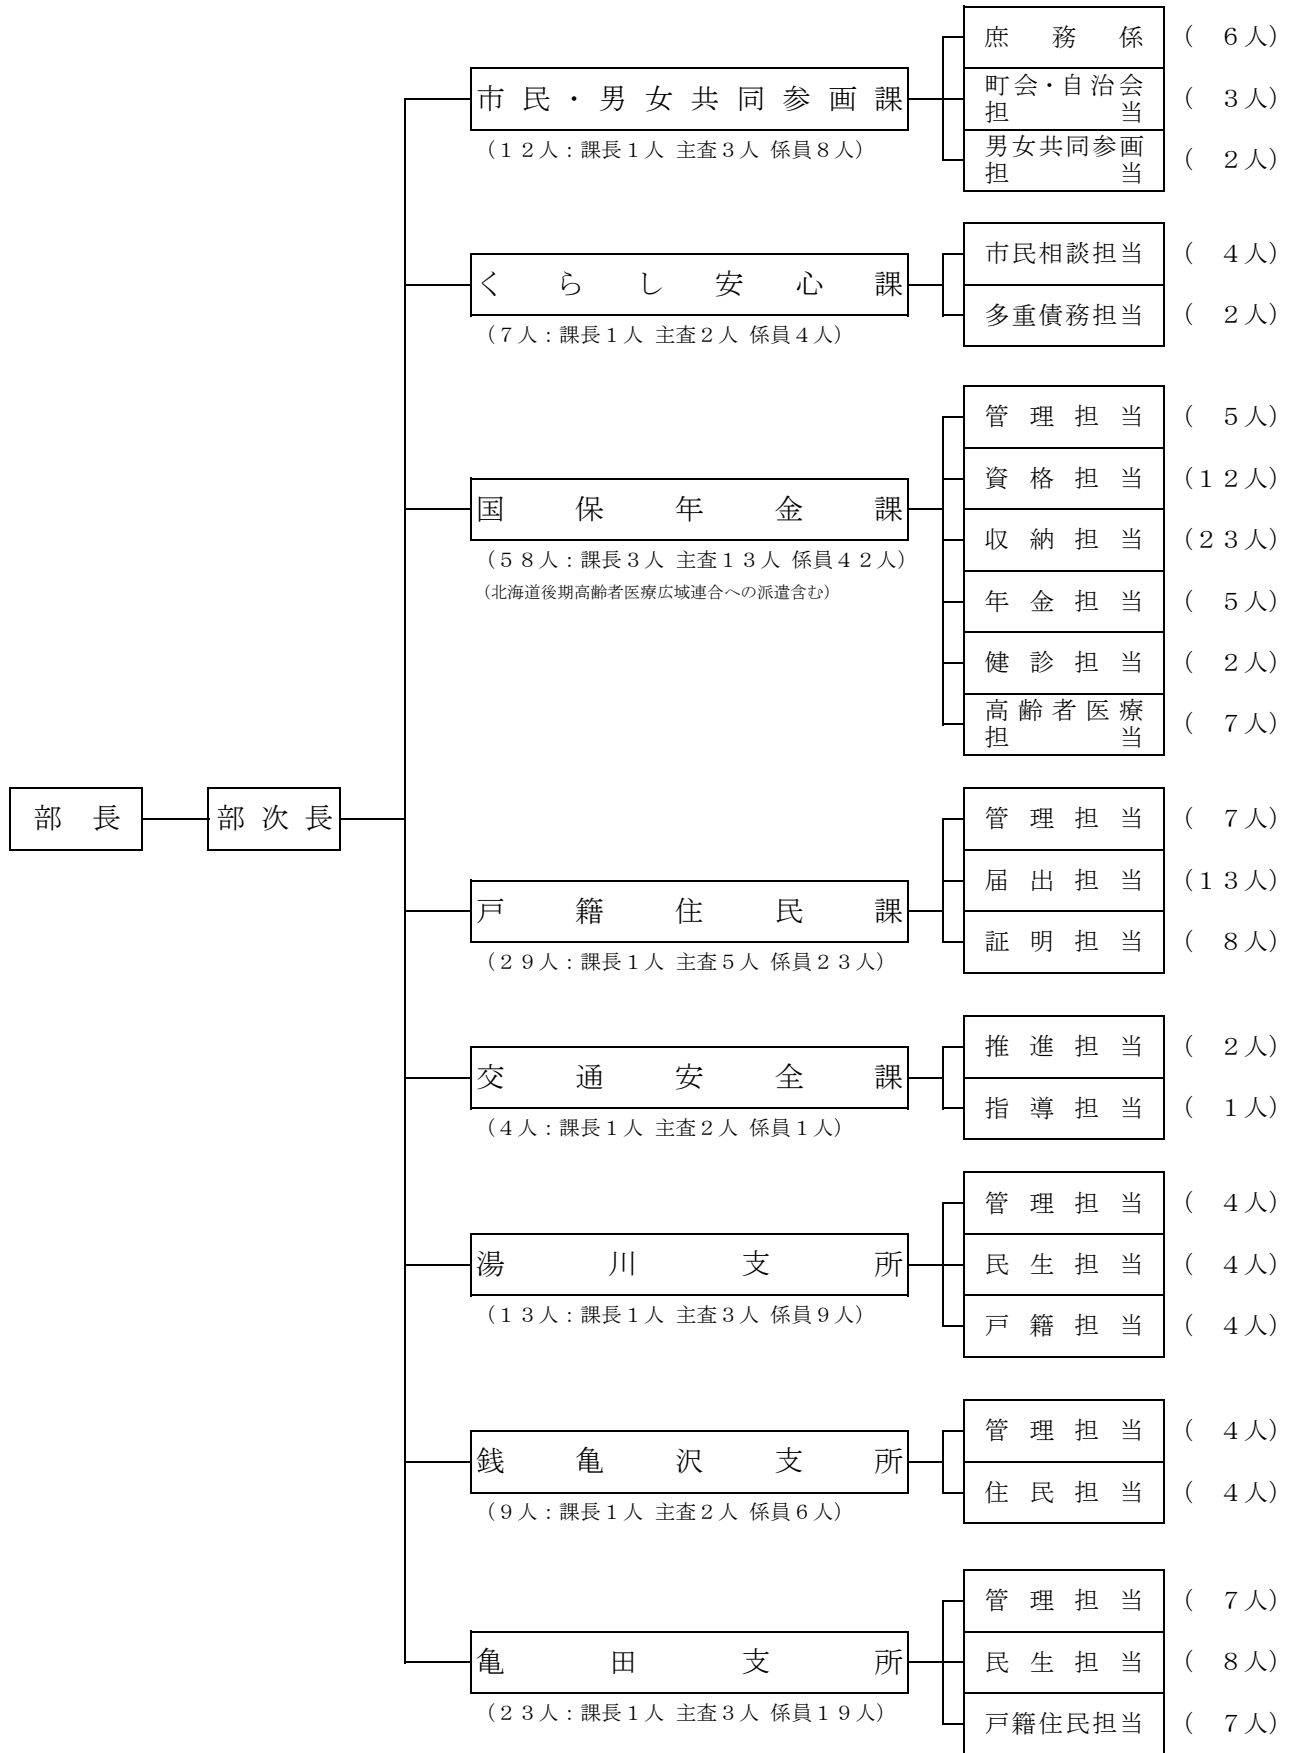 庶務係 （　６人）
市民・男女共同参画課
町会・自治会
担当 （　３人）
（１２人：課長１人 主査３人 係員８人）
男女共同参画
担当 （　２人）
市民相談担当 （　４人）
くらし安心課
多重債務担当 （　２人）
（７人：課長１人 主査２人 係員４人）
管理担当 （　５人）
資格担当 （１２人）
国保年金課
収納担当 （２３人）
（５８人：課長３人 主査１３人 係員４２人）
（北海道後期高齢者医療広域連合への派遣含む）
年金担当 （　５人）
健診担当 （　２人）
高齢者医療
担当 （　７人）
部長
部次長
管理担当 （　７人）
届出担当 （１３人）
戸籍住民課
証明担当 （　８人）
（２９人：課長１人 主査５人 係員２３人）
推進担当 （　２人）
交通安全課
指導担当 （　１人）
（４人：課長１人 主査２人 係員１人）
管理担当 （　４人）
湯川支所
民生担当 （　４人）
（１３人：課長１人 主査３人 係員９人）
戸籍担当 （　４人）
管理担当 （　４人）
銭亀沢支所
住民担当 （　４人）
（９人：課長１人 主査２人 係員６人）
管理担当 （　７人）
亀田支所
民生担当 （　８人）
（２３人：課長１人 主査３人 係員１９人）
戸籍住民担当 （　７人）